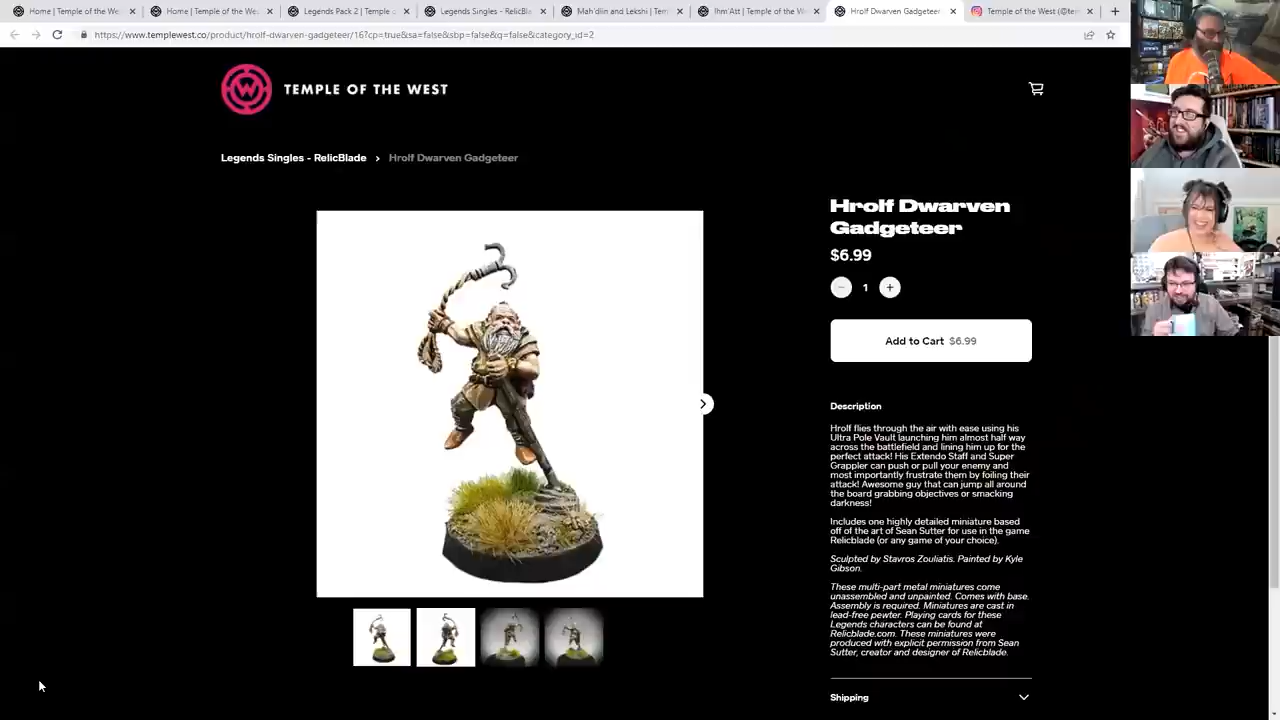 Home | Temple of the Wes
Home | Temple of the Wes
Legends Pack 2 | Temple
Legends Singles - RelicBla
Mah'dlin and Lekshi | Tem
Ihm'Att | Temple of the W
Hrolf Dwarven Gadgeteer
Temple of the West (@tem
https://www.templewest.co/product/hrolf-dwarven-gadgeteer/16?cp=true&sa=false&sbp=false&q=false&category_id=2
TEMPLE OF THE WEST
Legends Singles - RelicBlade > Hrolf Dwarven Gadgeteer
Hrolf Dwarven
Gadgeteer
$6.99
1
Add to Cart $6.99
Description
Hrolf flies through the air with ease using his
Ultra Pole Vault launching him almost half way
across the battlefield and lining him up for the
perfect attack! His Extendo Staff and Super
Grappler can push or pull your enemy and
most importantly frustrate them by foiling their
attack! Awesome guy that can jump all around
the board grabbing objectives or smacking
darkness!
Includes one highly detailed miniature based
off of the art of Sean Sutter for use in the game
Relicblade (or any game of your choice).
Sculpted by Stavros Zouliatis. Painted by Kyle
Gibson.
These multi-part metal miniatures come
unassembled and unpainted. Comes with base.
Assembly is required. Miniatures are cast in
lead-free pewter. Playing cards for these
Legends characters can be found at
Relicblade.com. These miniatures were
produced with explicit permission from Sean
Sutter, creator and designer of Relicblade.
Shipping